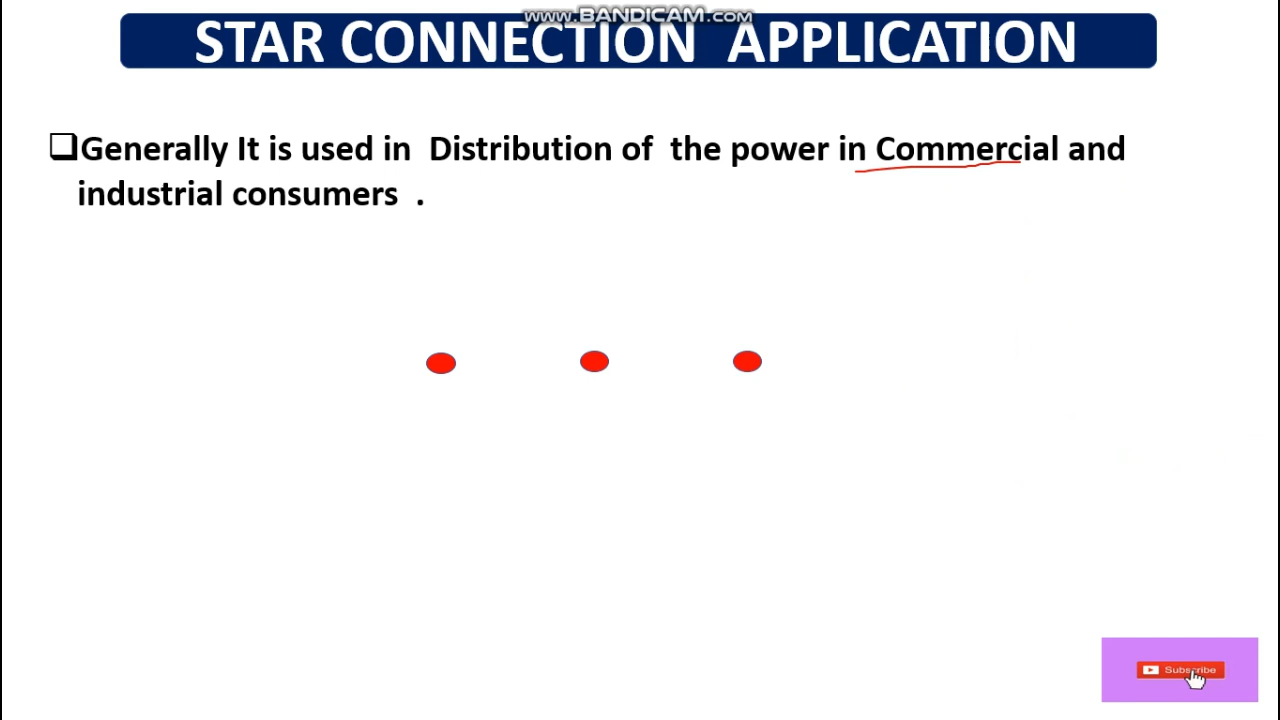 www.BANDICAM.com
STAR CONNECTION APPLICATION
Generally It is used in Distribution of the power in Commercial and
industrial consumers .
Subscribe